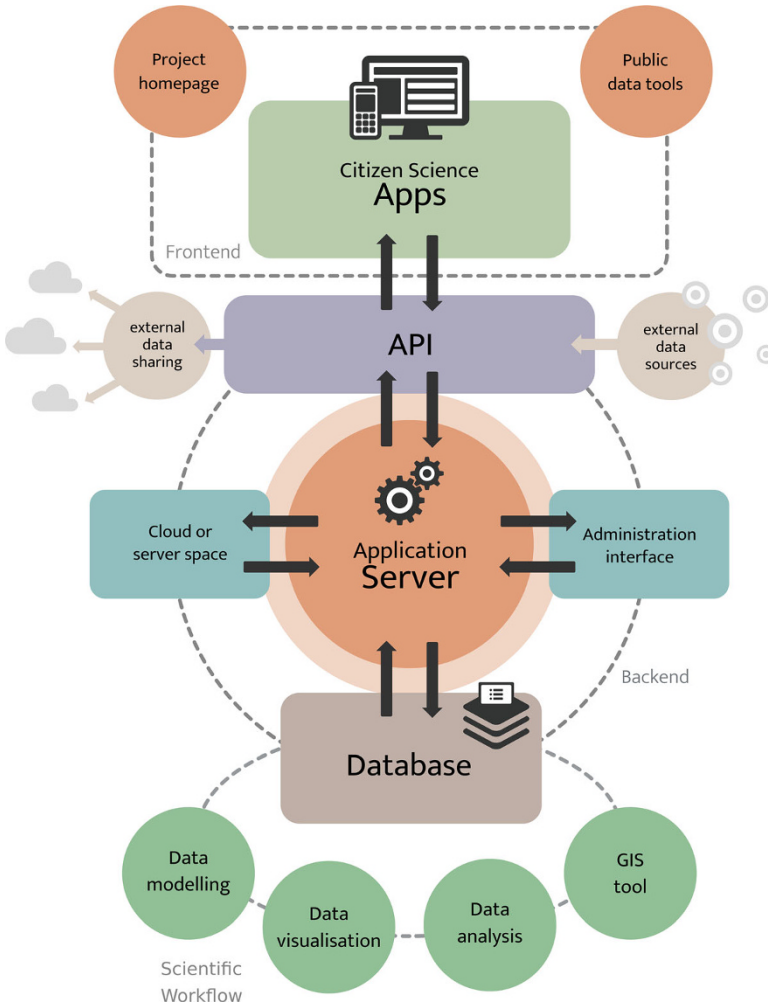 Project
homepage
Public
data tools
Citizen Science
Apps
Frontend
external
data
sharing
API
external
data
sources
Cloud or
server space
Application
Server
Administration
interface
Backend
Database
Data
modelling
Data
visualisation
Data
analysis
GIS
tool
Scientific
Workflow